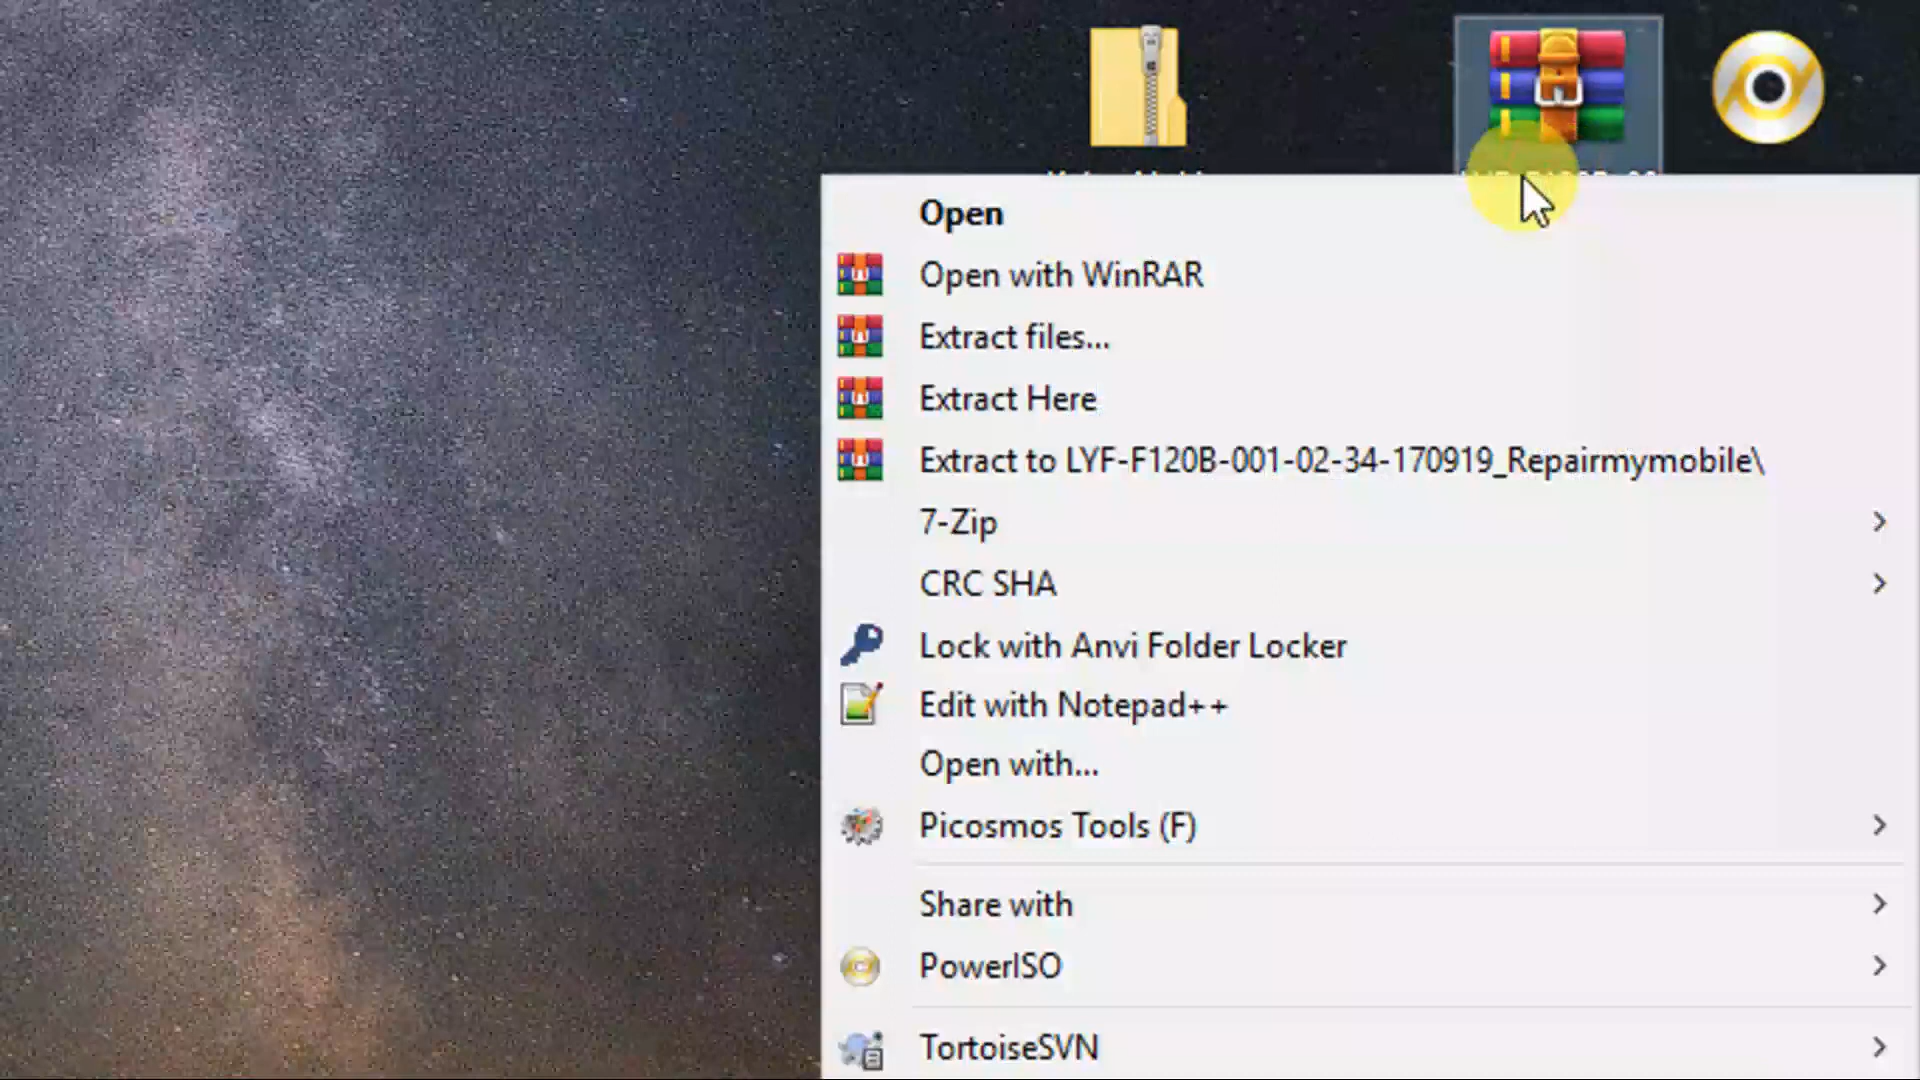 Open
Open with WinRAR
Extract files...
Extract Here
Extract to LYF-F120B-001-02-34-170919_Repairmymobile\
7-Zip
CRC SHA
Lock with Anvi Folder Locker
Edit with Notepad++
Open with...
Picosmos Tools (F)
Share with
PowerISO
TortoiseSVN